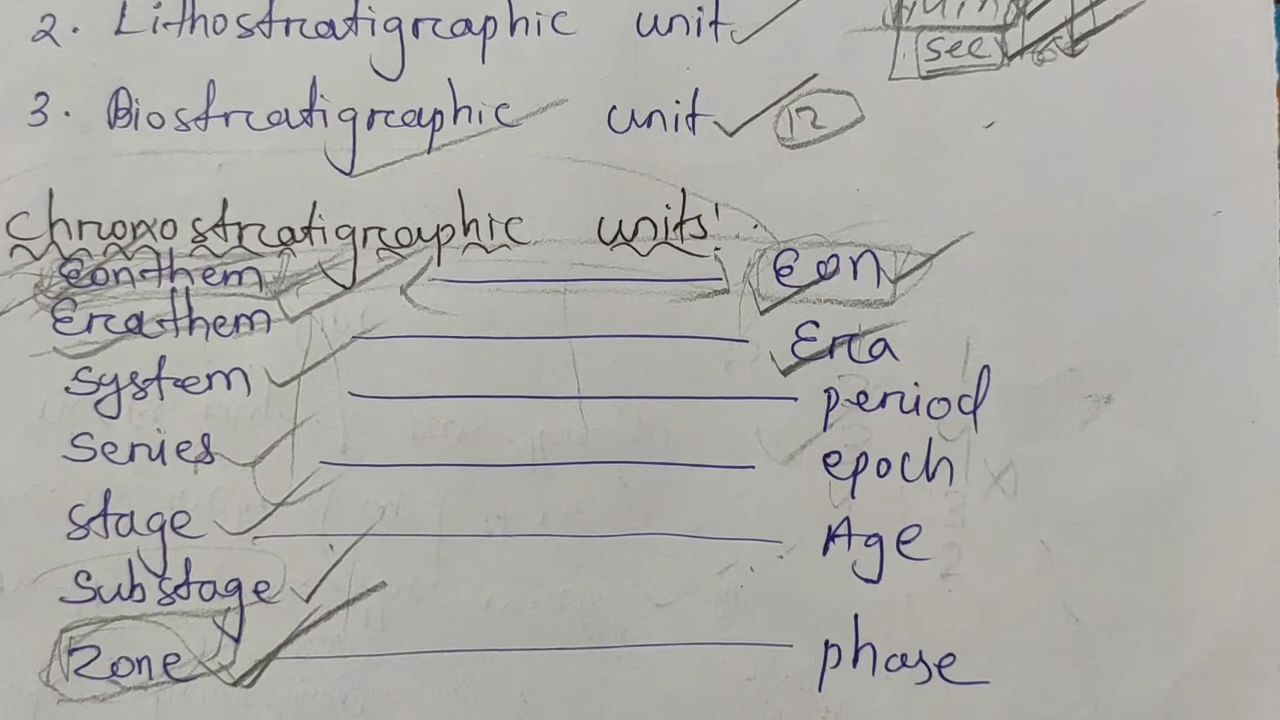 2. Lithostratigraphic unit
see
3. Biostratigraphic unit 12
Chronostratigraphic units:
Eonthem Eon
Erathem Era
System period
Series epoch
Stage Age
Substage
Zone phase